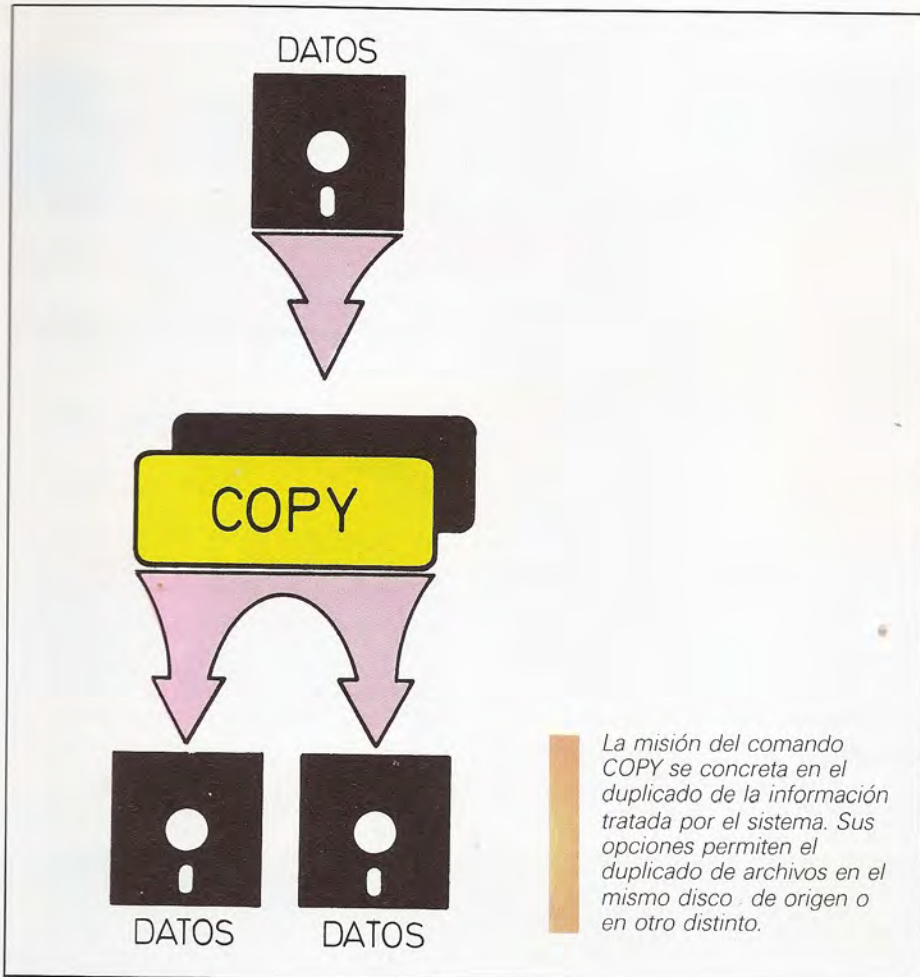 DATOS
COPY
DATOS DATOS
La misión del comando
COPY se concreta en el
duplicado de la información
tratada por el sistema. Sus
opciones permiten el
duplicado de archivos en el
mismo disco de origen o
en otro distinto.